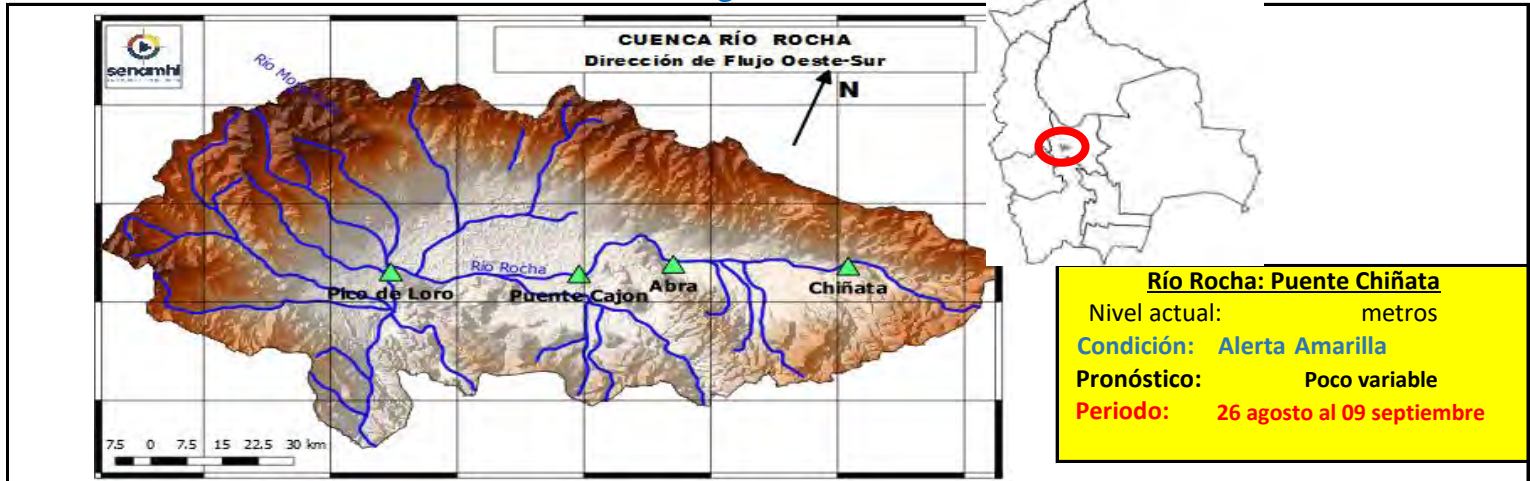 senamhi
CUENCA RÍO ROCHA
Dirección de Flujo Oeste-Sur
N
Río Rocha
Pico de Loro
Puente Cajon
Abra
Chiñata
7.5 0 7.5 15 22.5 30 km
Río Rocha: Puente Chiñata
Nivel actual: metros
Condición: Alerta Amarilla
Pronóstico: Poco variable
Periodo: 26 agosto al 09 septiembre